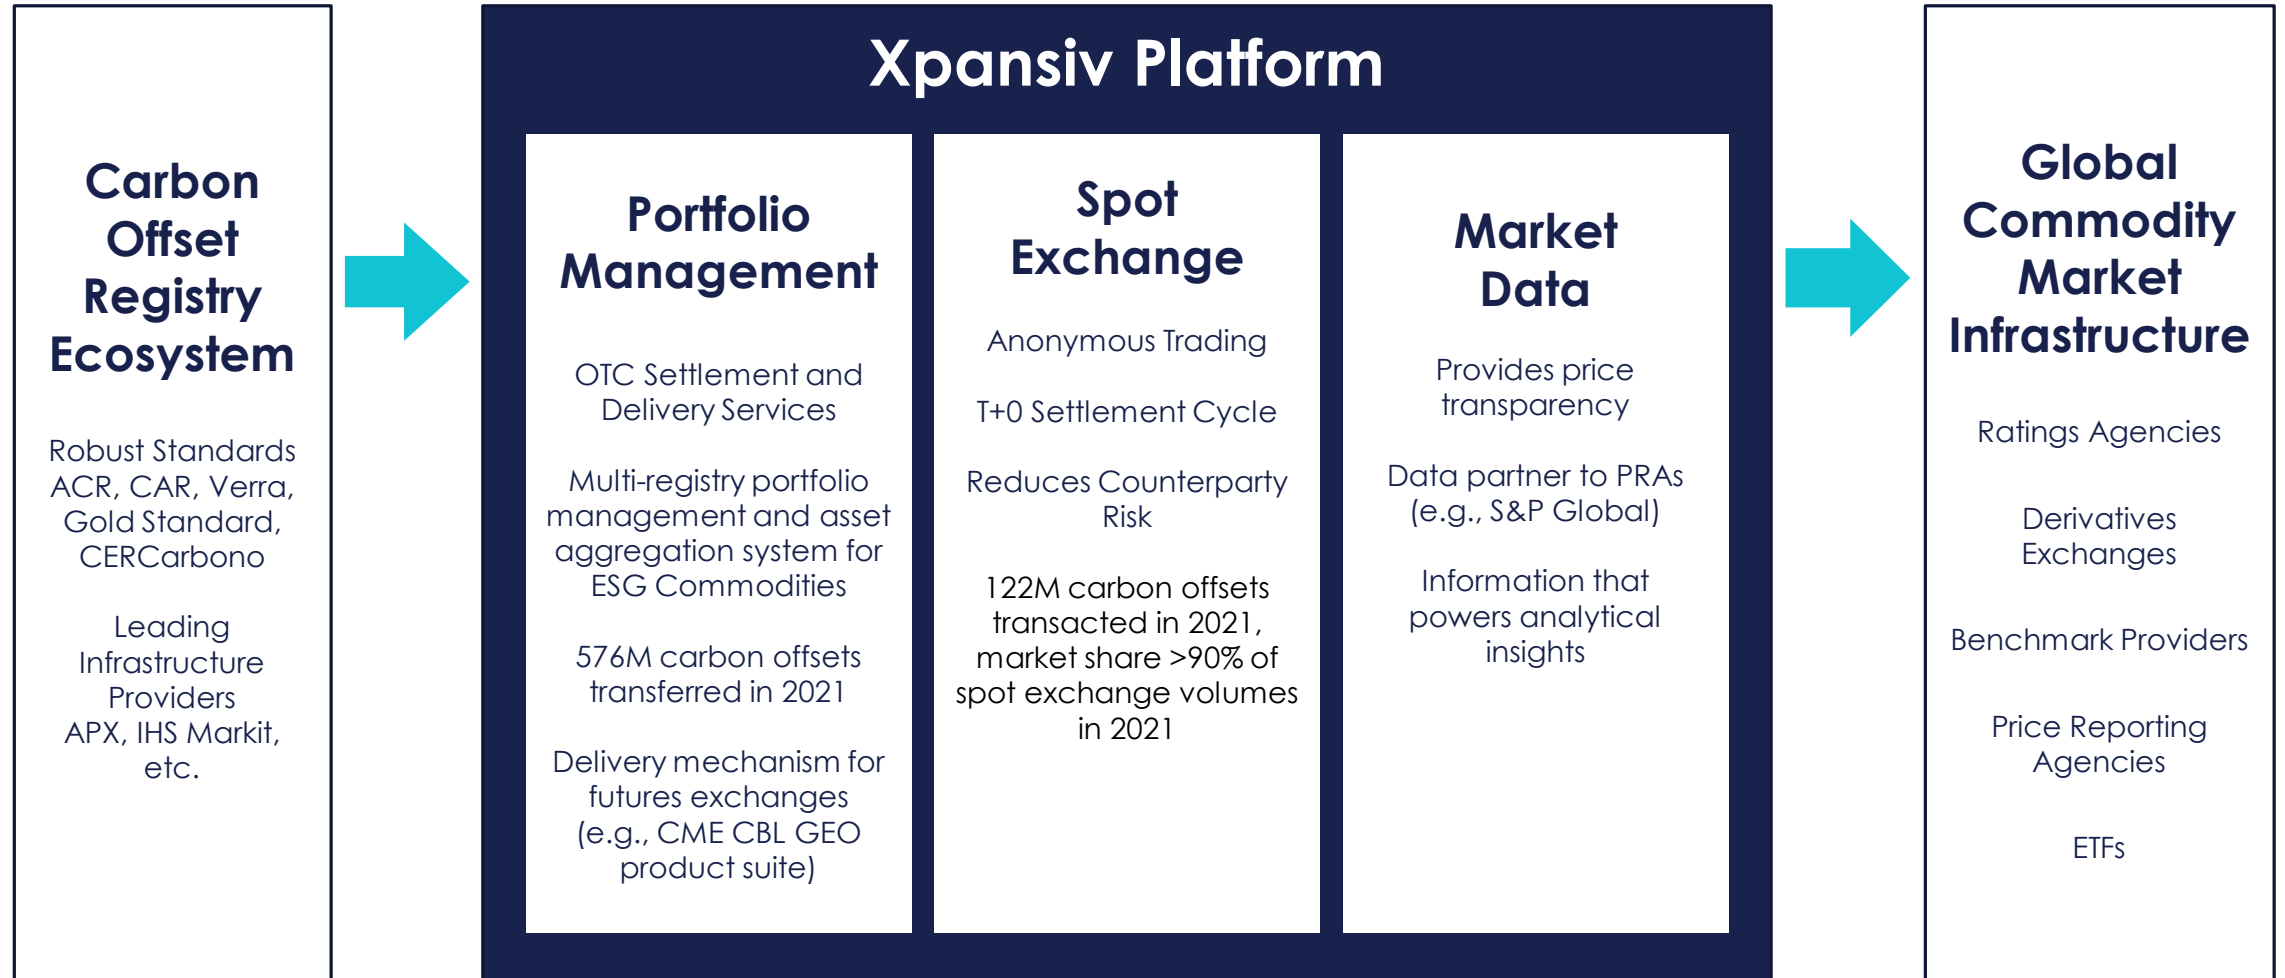 Carbon
Offset
Registry
Ecosystem
Robust Standards
ACR, CAR, Verra,
Gold Standard,
CERCarbono
Leading
Infrastructure
Providers
APX, IHS Markit,
etc.
Xpansiv Platform
Portfolio
Management
OTC Settlement and
Delivery Services
Multi-registry portfolio
management and asset
aggregation system for
ESG Commodities
576M carbon offsets
transferred in 2021
Delivery mechanism for
futures exchanges
(e.g., CME CBL GEO
product suite)
Spot
Exchange
Anonymous Trading
T+0 Settlement Cycle
Reduces Counterparty
Risk
122M carbon offsets
transacted in 2021,
market share >90% of
spot exchange volumes
in 2021
Market
Data
Provides price
transparency
Data partner to PRAs
(e.g., S&P Global)
Information that
powers analytical
insights
Global
Commodity
Market
Infrastructure
Ratings Agencies
Derivatives
Exchanges
Benchmark Providers
Price Reporting
Agencies
ETFs